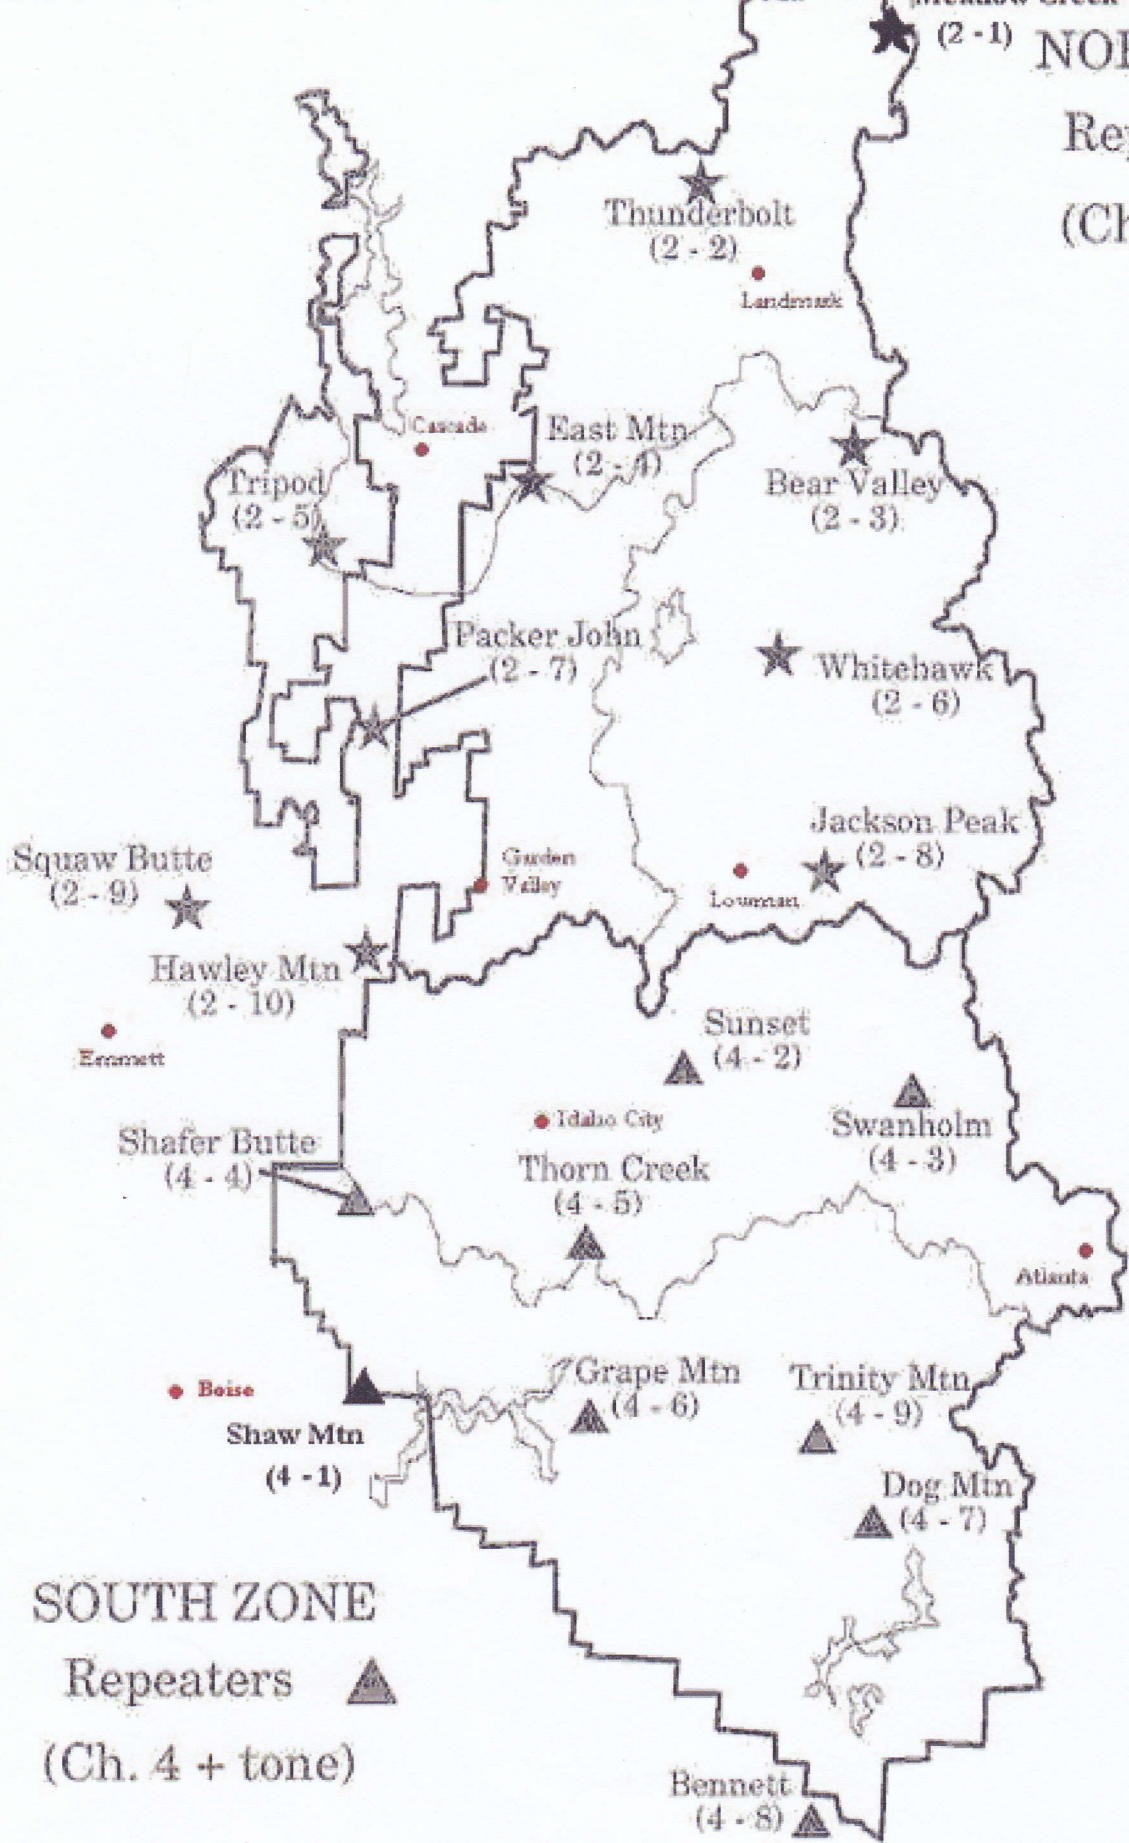 (2 -1)
Thunderbolt
(2 - 2)
Landmark
Cascade
East Mtn
(2 - 4)
Bear Valley
(2 - 3)
Tripod
(2 - 5)
Packer John
(2 - 7)
Whitehawk
(2 - 6)
Jackson Peak
(2 - 8)
Squaw Butte
(2 - 9)
Garden
Valley
Lowman
Hawley Mtn
(2 - 10)
Emmett
Sunset
(4 - 2)
Idaho City
Swanholm
(4 - 3)
Shafer Butte
(4 - 4)
Thorn Creek
(4 - 5)
Atlanta
Boise
Grape Mtn
(4 - 6)
Trinity Mtn
(4 - 9)
Shaw Mtn
(4 -1)
Dog Mtn
(4 - 7)
SOUTH ZONE
Repeaters
(Ch. 4 + tone)
Bennett
(4 - 8)